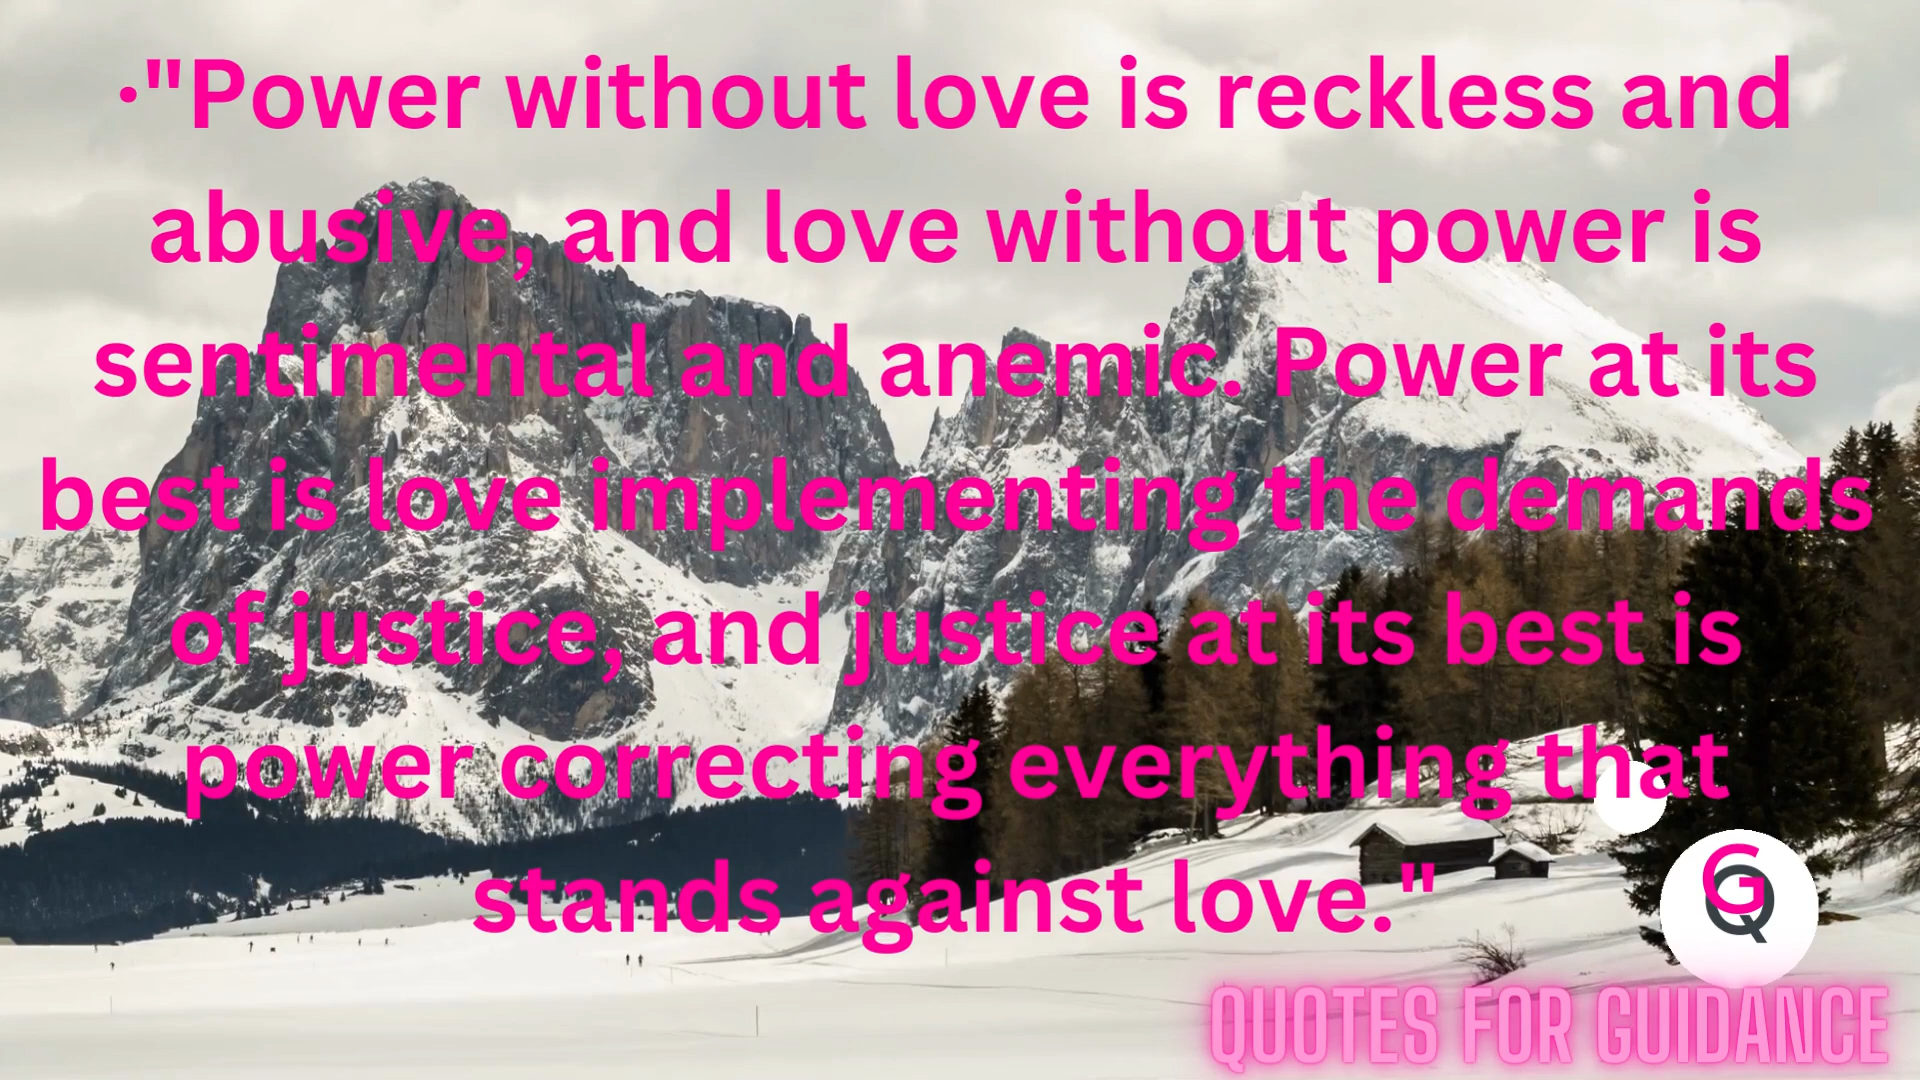 ·"Power without love is reckless and
abusive, and love without power is
sentimental and anemic. Power at its
best is love implementing the demands
of justice, and justice at its best is
power correcting everything that
stands against love."
GQ
QUOTES FOR GUIDANCE